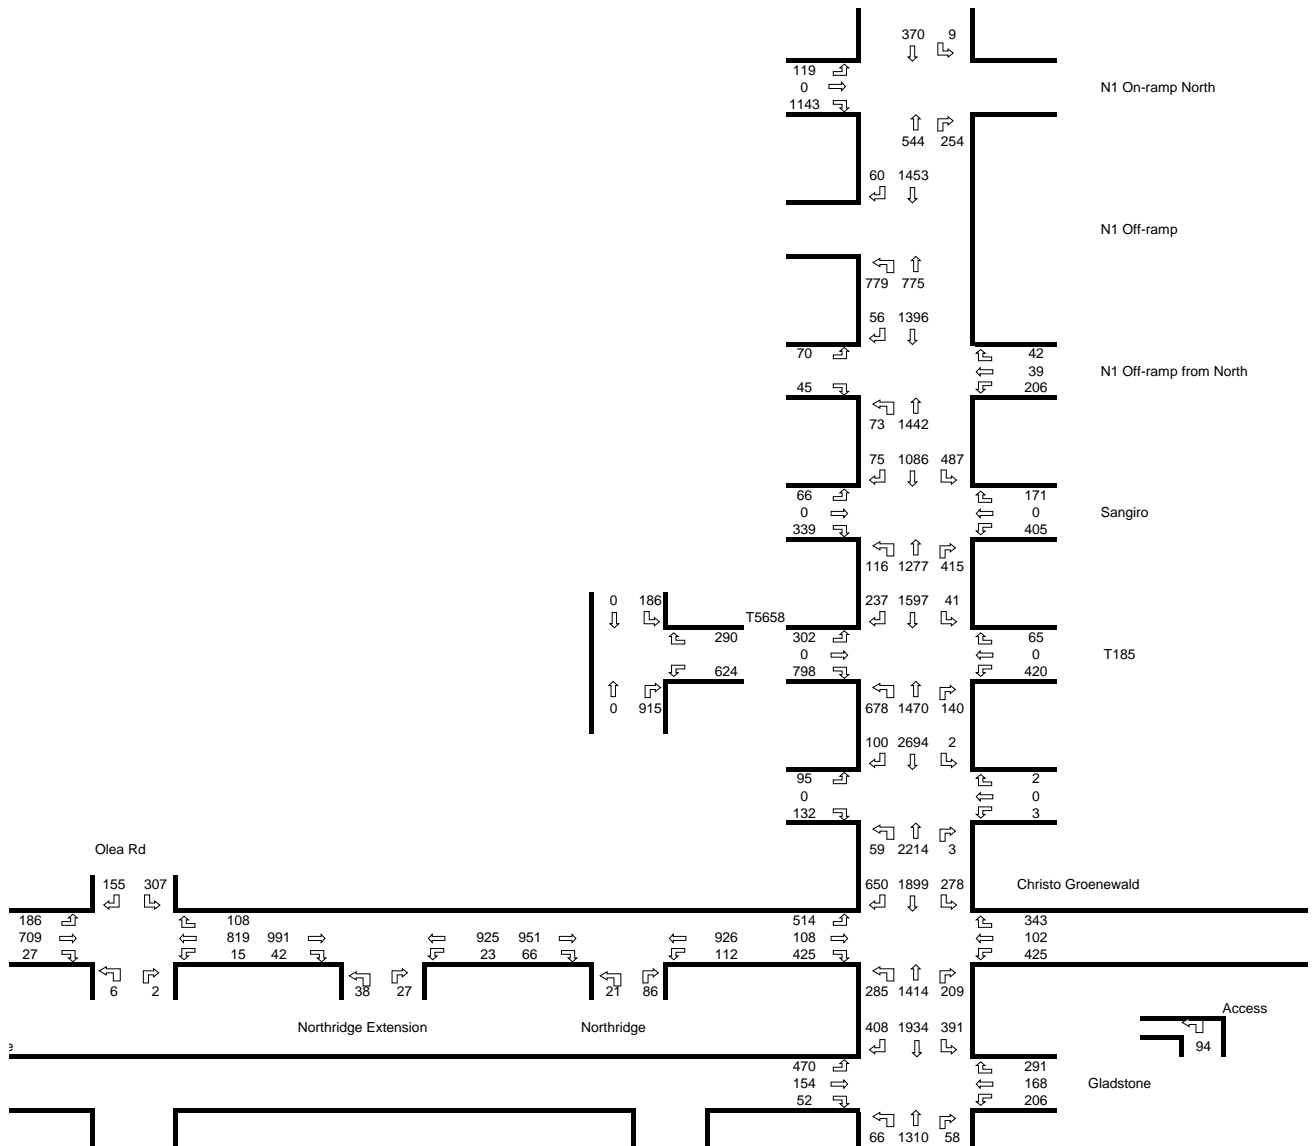 370 9
119
0
1143
N1 On-ramp North
544 254
60 1453
N1 Off-ramp
779 775
56 1396
70
45
42
39
206
N1 Off-ramp from North
73 1442
75 1086 487
66
0
339
171
0
405
Sangiro
116 1277 415
0 186
237 1597 41
T5658
290
624
302
0
798
65
0
420
T185
0 915
678 1470 140
100 2694 2
95
0
132
2
0
3
59 2214 3
Olea Rd
155 307
650 1899 278
Christo Groenewald
186
709
27
108
819 991
15 42
925 951
23 66
926
112
514
108
425
343
102
425
6 2
38 27
21 86
285 1414 209
Northridge Extension
Northridge
408 1934 391
Access
94
e
470
154
52
291
168
206
Gladstone
66 1310 58